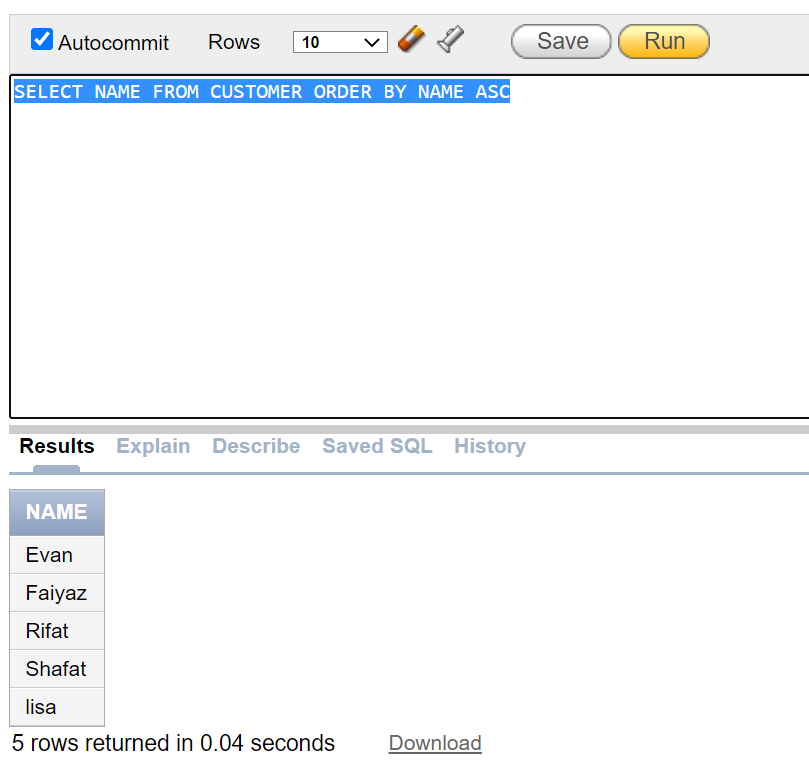 Autocommit Rows 10 Save Run
SELECT NAME FROM CUSTOMER ORDER BY NAME ASC
Results Explain Describe Saved SQL History
NAME
Evan
Faiyaz
Rifat
Shafat
lisa
5 rows returned in 0.04 seconds Download